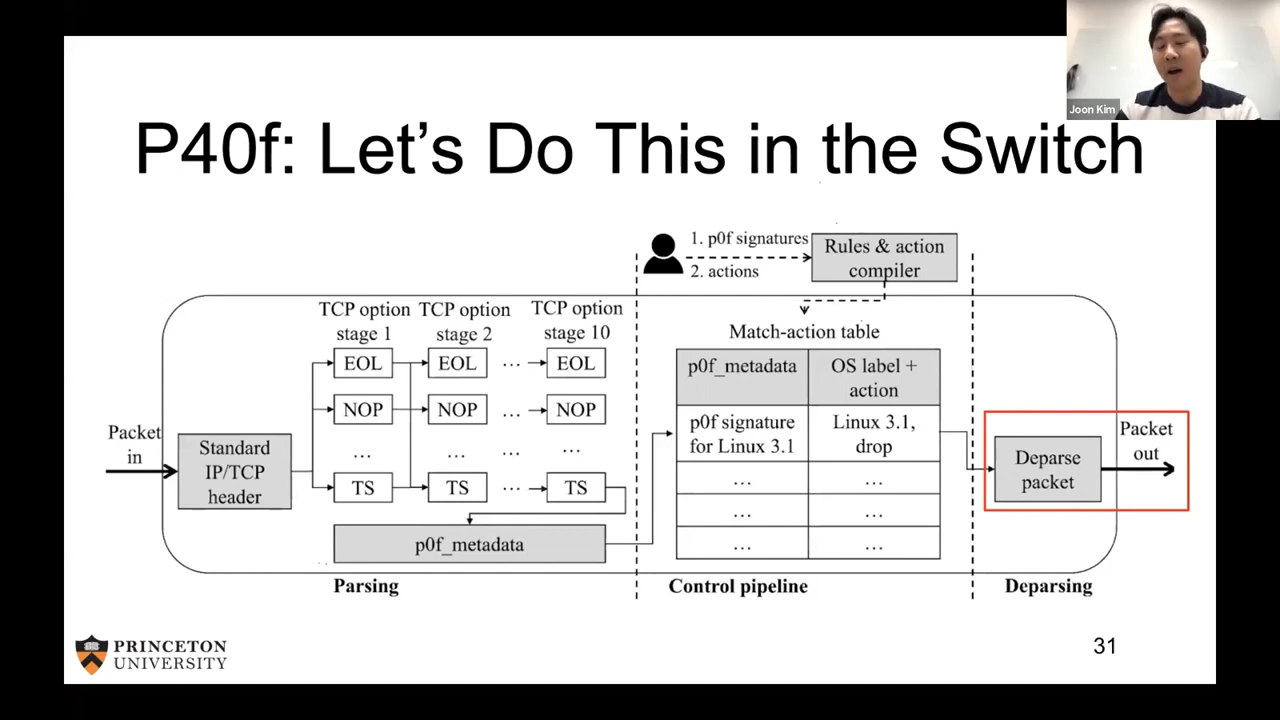 Joon Kim
P40f: Let's Do This in the Switch
1. p0f signatures
2. actions
Rules & action
compiler
TCP option
stage 1
TCP option
stage 2
TCP option
stage 10
EOL
EOL
...
EOL
NOP
NOP
...
NOP
...
...
...
...
TS
TS
...
TS
Packet
in
Standard
IP/TCP
header
p0f_metadata
Match-action table
p0f_metadata
OS label +
action
p0f signature
for Linux 3.1
Linux 3.1,
drop
...
...
...
...
...
...
Deparse
packet
Packet
out
Parsing
Control pipeline
Deparsing
PRINCETON
UNIVERSITY
31